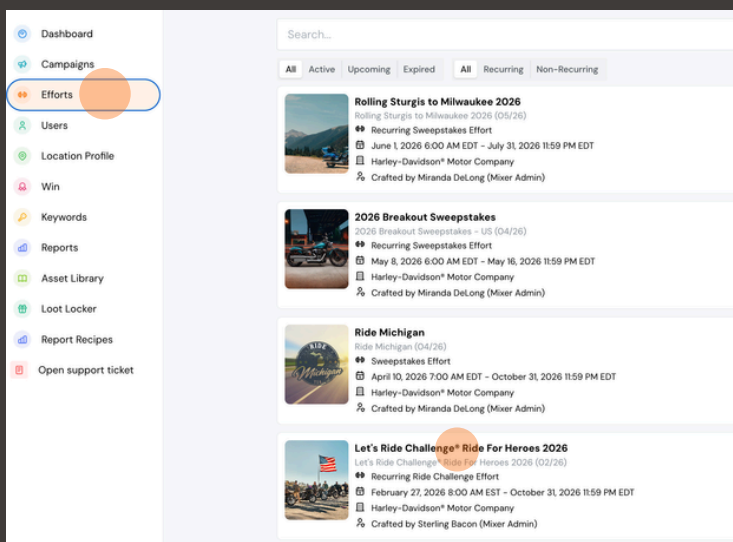 Dashboard
Campaigns
Efforts
Users
Location Profile
Win
Keywords
Reports
Asset Library
Loot Locker
Report Recipes
Open support ticket
Search...
All Active Upcoming Expired All Recurring Non-Recurring
Rolling Sturgis to Milwaukee 2026
Rolling Sturgis to Milwaukee 2026 (05/26)
Recurring Sweepstakes Effort
June 1, 2026 6:00 AM EDT - July 31, 2026 11:59 PM EDT
Harley-Davidson® Motor Company
Crafted by Miranda DeLong (Mixer Admin)
2026 Breakout Sweepstakes
2026 Breakout Sweepstakes - US (04/26)
Recurring Sweepstakes Effort
May 8, 2026 6:00 AM EDT - May 16, 2026 11:59 PM EDT
Harley-Davidson® Motor Company
Crafted by Miranda DeLong (Mixer Admin)
RIDE
Michigan
Ride Michigan
Ride Michigan (04/26)
Sweepstakes Effort
April 10, 2026 7:00 AM EDT - October 31, 2026 11:59 PM EDT
Harley-Davidson® Motor Company
Crafted by Miranda DeLong (Mixer Admin)
Let's Ride Challenge® Ride For Heroes 2026
Let's Ride Challenge® Ride For Heroes 2026 (02/26)
Recurring Ride Challenge Effort
February 27, 2026 8:00 AM EST - October 31, 2026 11:59 PM EDT
Harley-Davidson® Motor Company
Crafted by Sterling Bacon (Mixer Admin)